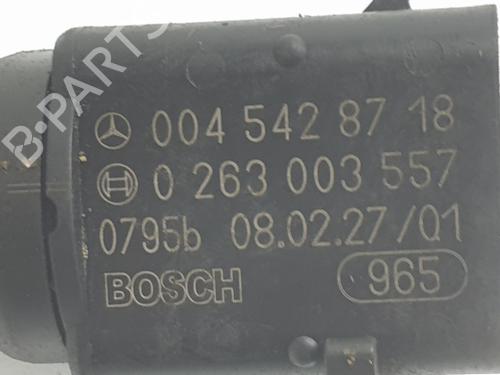 B-PARTS
004 542 87 18
0 263 003 557
0795b 08.02.27/01
BOSCH 965